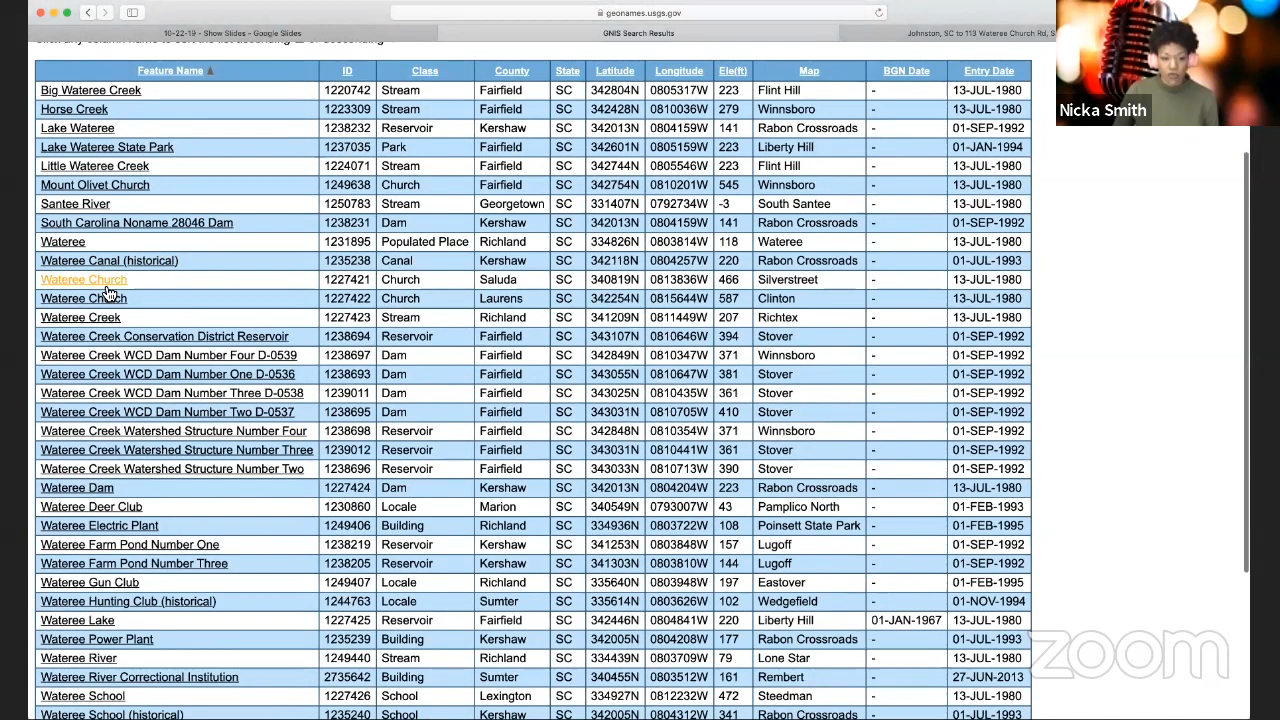 geonames.usgs.gov
10-22-19 - Show Slides - Google Slides
GNIS Search Results
Johnston, SC to 113 Wateree Church Rd, S
Nicka Smith
Feature Name ID Class County State Latitude Longitude Ele(ft) Map BGN Date Entry Date
Big Wateree Creek 1220742 Stream Fairfield SC 342804N 0805317W 223 Flint Hill - 13-JUL-1980
Horse Creek 1223309 Stream Fairfield SC 342428N 0810036W 279 Winnsboro - 13-JUL-1980
Lake Wateree 1238232 Reservoir Kershaw SC 342013N 0804159W 141 Rabon Crossroads - 01-SEP-1992
Lake Wateree State Park 1237035 Park Fairfield SC 342601N 0805159W 223 Liberty Hill - 01-JAN-1994
Little Wateree Creek 1224071 Stream Fairfield SC 342744N 0805546W 223 Flint Hill - 13-JUL-1980
Mount Olivet Church 1249638 Church Fairfield SC 342754N 0810201W 545 Winnsboro - 13-JUL-1980
Santee River 1250783 Stream Georgetown SC 331407N 0792734W -3 South Santee - 13-JUL-1980
South Carolina Noname 28046 Dam 1238231 Dam Kershaw SC 342013N 0804159W 141 Rabon Crossroads - 01-SEP-1992
Wateree 1231895 Populated Place Richland SC 334826N 0803814W 118 Wateree - 13-JUL-1980
Wateree Canal (historical) 1235238 Canal Kershaw SC 342118N 0804257W 220 Rabon Crossroads - 01-JUL-1993
Wateree Church 1227421 Church Saluda SC 340819N 0813836W 466 Silverstreet - 13-JUL-1980
Wateree Church 1227422 Church Laurens SC 342254N 0815644W 587 Clinton - 13-JUL-1980
Wateree Creek 1227423 Stream Richland SC 341209N 0811449W 207 Richtex - 13-JUL-1980
Wateree Creek Conservation District Reservoir 1238694 Reservoir Fairfield SC 343107N 0810646W 394 Stover - 01-SEP-1992
Wateree Creek WCD Dam Number Four D-0539 1238697 Dam Fairfield SC 342849N 0810347W 371 Winnsboro - 01-SEP-1992
Wateree Creek WCD Dam Number One D-0536 1238693 Dam Fairfield SC 343055N 0810647W 381 Stover - 01-SEP-1992
Wateree Creek WCD Dam Number Three D-0538 1239011 Dam Fairfield SC 343025N 0810435W 361 Stover - 01-SEP-1992
Wateree Creek WCD Dam Number Two D-0537 1238695 Dam Fairfield SC 343031N 0810705W 410 Stover - 01-SEP-1992
Wateree Creek Watershed Structure Number Four 1238698 Reservoir Fairfield SC 342848N 0810354W 371 Winnsboro - 01-SEP-1992
Wateree Creek Watershed Structure Number Three 1239012 Reservoir Fairfield SC 343031N 0810441W 361 Stover - 01-SEP-1992
Wateree Creek Watershed Structure Number Two 1238696 Reservoir Fairfield SC 343033N 0810713W 390 Stover - 01-SEP-1992
Wateree Dam 1227424 Dam Kershaw SC 342013N 0804204W 223 Rabon Crossroads - 13-JUL-1980
Wateree Deer Club 1230860 Locale Marion SC 340549N 0793007W 43 Pamplico North - 01-FEB-1993
Wateree Electric Plant 1249406 Building Richland SC 334936N 0803722W 108 Poinsett State Park - 01-FEB-1995
Wateree Farm Pond Number One 1238219 Reservoir Kershaw SC 341253N 0803848W 157 Lugoff - 01-SEP-1992
Wateree Farm Pond Number Three 1238205 Reservoir Kershaw SC 341303N 0803810W 144 Lugoff - 01-SEP-1992
Wateree Gun Club 1249407 Locale Richland SC 335640N 0803948W 197 Eastover - 01-FEB-1995
Wateree Hunting Club (historical) 1244763 Locale Sumter SC 335614N 0803626W 102 Wedgefield - 01-NOV-1994
Wateree Lake 1227425 Reservoir Fairfield SC 342446N 0804841W 220 Liberty Hill 01-JAN-1967 13-JUL-1980
Wateree Power Plant 1235239 Building Kershaw SC 342005N 0804208W 177 Rabon Crossroads - 01-JUL-1993
Wateree River 1249440 Stream Richland SC 334439N 0803709W 79 Lone Star - 13-JUL-1980
Wateree River Correctional Institution 2735642 Building Sumter SC 340455N 0803512W 161 Rembert - 27-JUN-2013
Wateree School 1227426 School Lexington SC 334927N 0812232W 472 Steedman - 13-JUL-1980
Wateree School (historical) 1235240 School Kershaw SC 342005N 0804312W 341 Rabon Crossroads - 01-JUL-1993
zoom